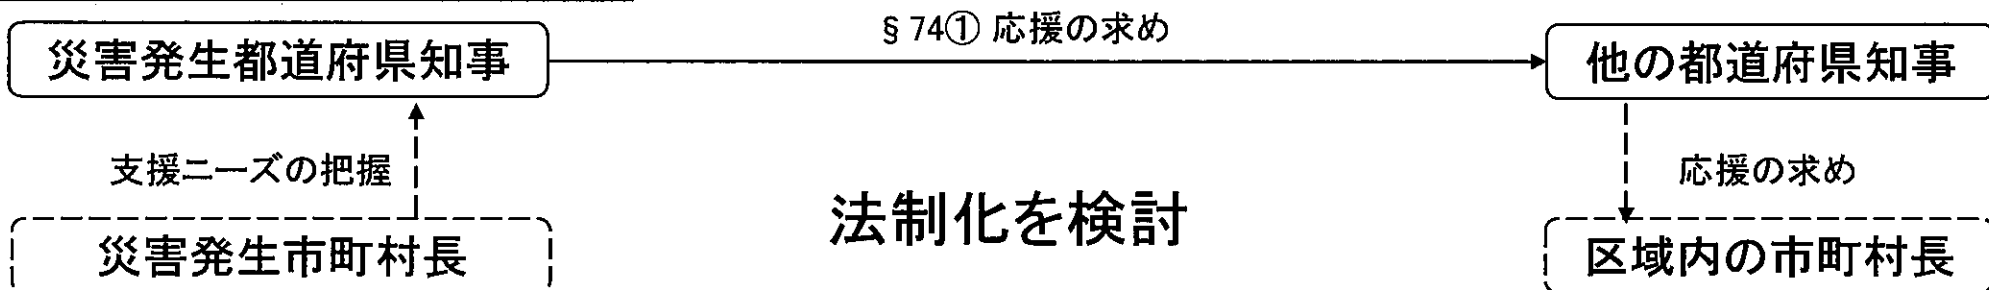 §74① 応援の求め
災害発生都道府県知事
他の都道府県知事
支援ニーズの把握
応援の求め
法制化を検討
災害発生市町村長
区域内の市町村長